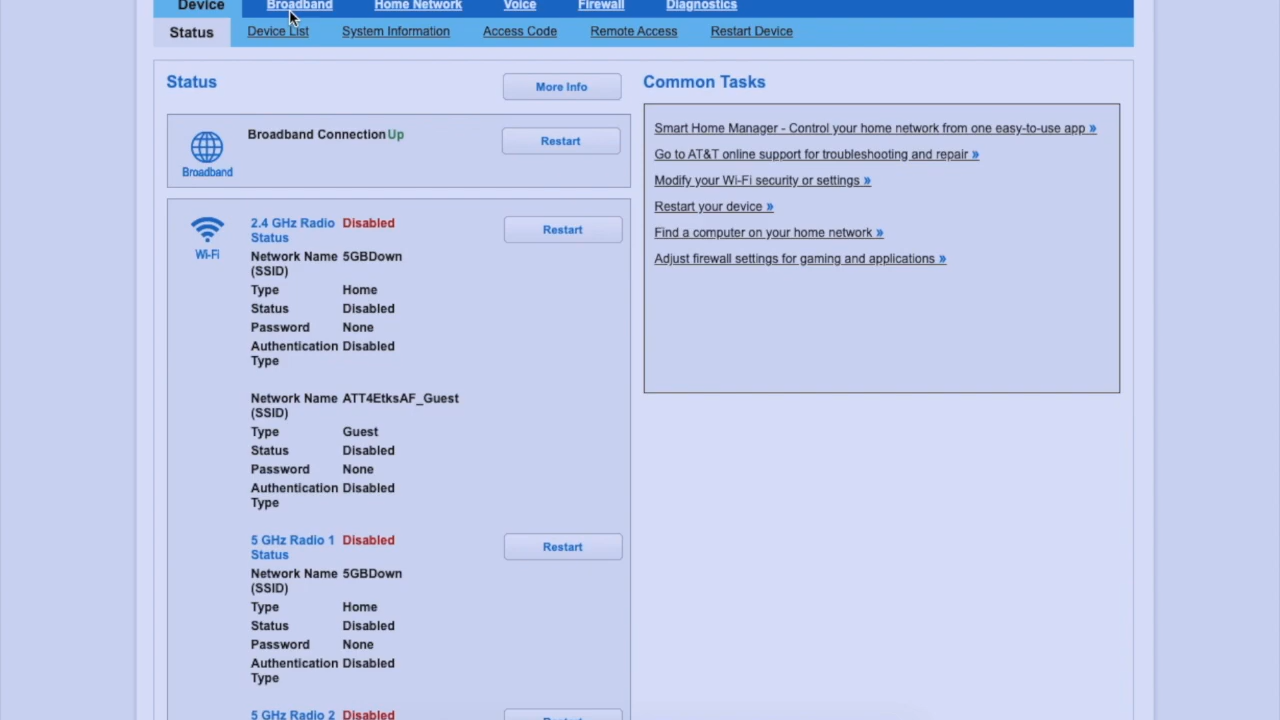 Device Broadband Home Network Voice Firewall Diagnostics
Status Device List System Information Access Code Remote Access Restart Device
Status More Info
Common Tasks
Broadband Connection Up Restart
Broadband
Smart Home Manager - Control your home network from one easy-to-use app »
Go to AT&T online support for troubleshooting and repair »
Modify your Wi-Fi security or settings »
Restart your device »
Find a computer on your home network »
Adjust firewall settings for gaming and applications »
Wi-Fi
2.4 GHz Radio Disabled Restart
Status
Network Name 5GBDown
(SSID)
Type Home
Status Disabled
Password None
Authentication Disabled
Type
Network Name ATT4EtksAF_Guest
(SSID)
Type Guest
Status Disabled
Password None
Authentication Disabled
Type
5 GHz Radio 1 Disabled Restart
Status
Network Name 5GBDown
(SSID)
Type Home
Status Disabled
Password None
Authentication Disabled
Type
5 GHz Radio 2 Disabled